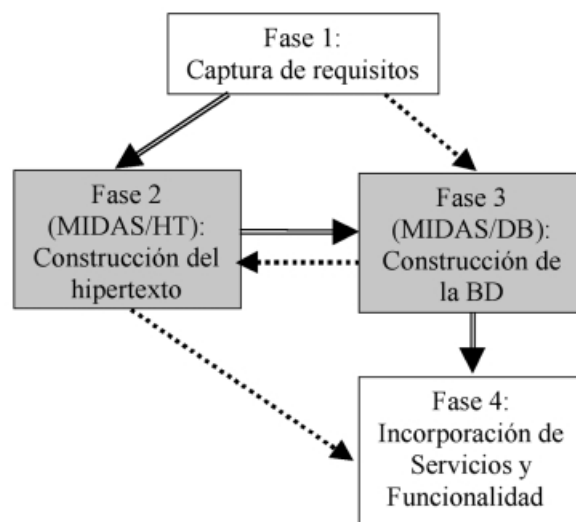 Fase 1:
Captura de requisitos
Fase 2
(MIDAS/HT):
Construcción del
hipertexto
Fase 3
(MIDAS/DB):
Construcción de
la BD
Fase 4:
Incorporación de
Servicios y
Funcionalidad